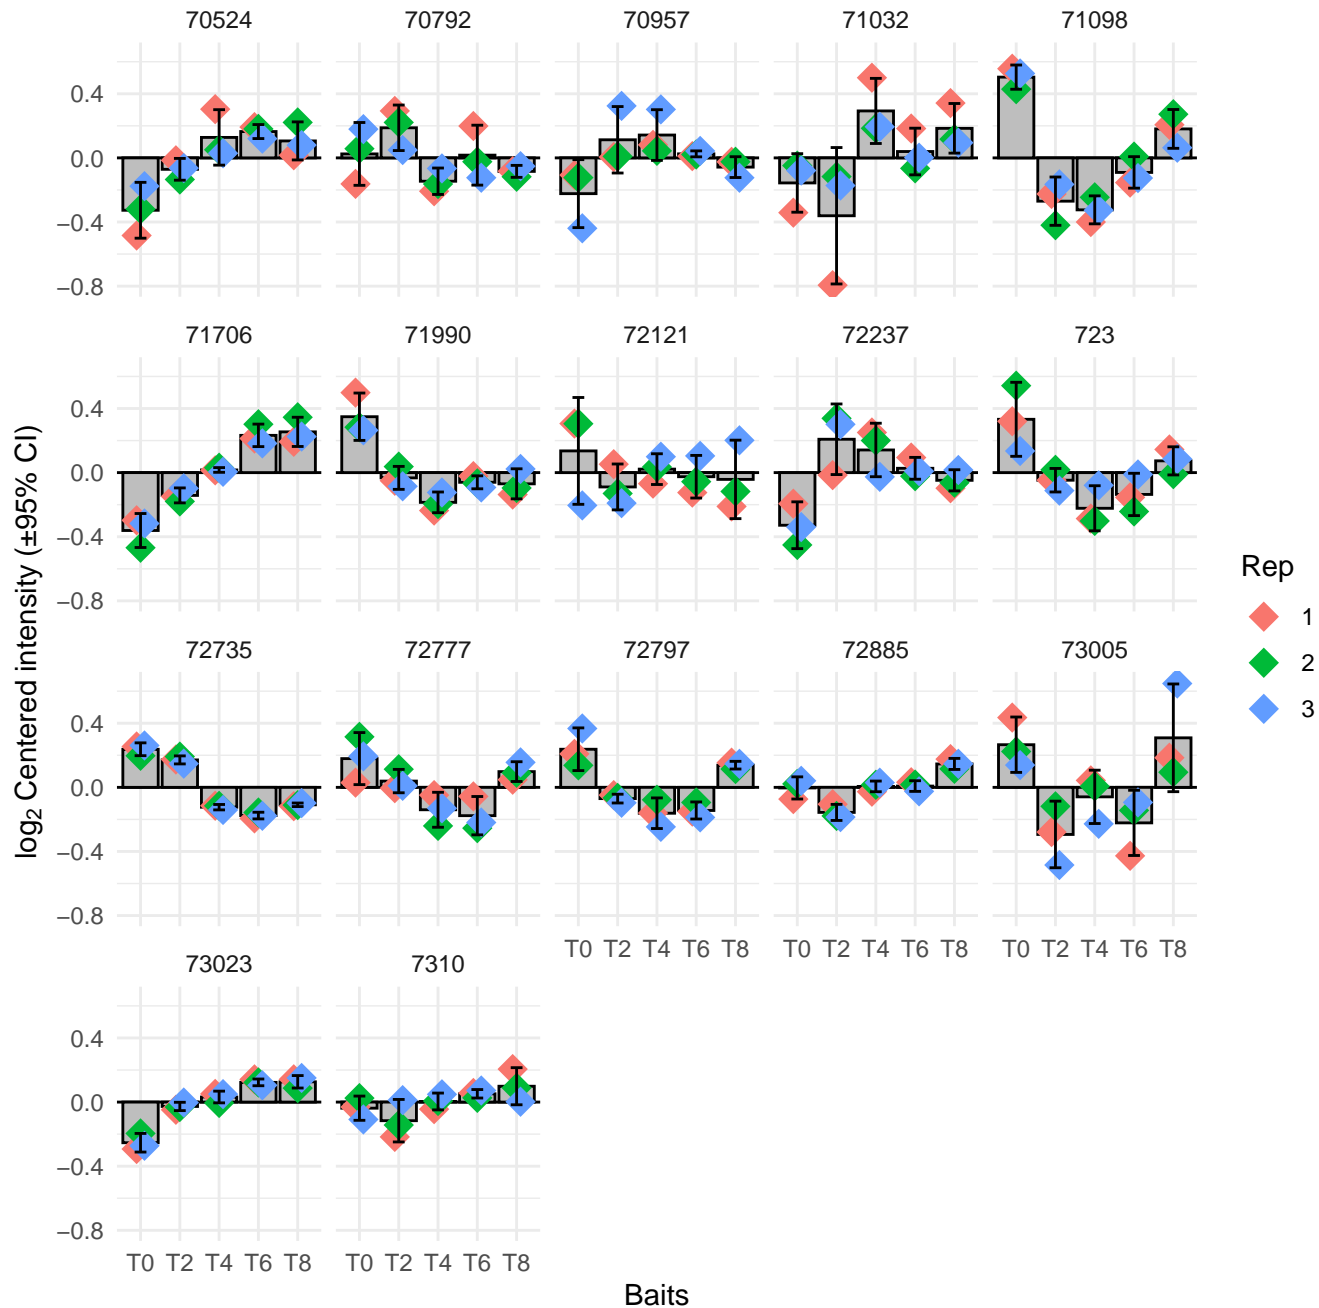 70524 70792 70957 71032 71098
0.4
0.0
−0.4
−0.8
71706 71990 72121 72237 723
0.4
0.0
−0.4
−0.8
72735 72777 72797 72885 73005
0.4
0.0
−0.4
−0.8
T0 T2 T4 T6 T8 T0 T2 T4 T6 T8 T0 T2 T4 T6 T8
73023 7310
0.4
0.0
−0.4
−0.8
T0 T2 T4 T6 T8 T0 T2 T4 T6 T8
Baits
log₂ Centered intensity (±95% CI)
Rep
1
2
3